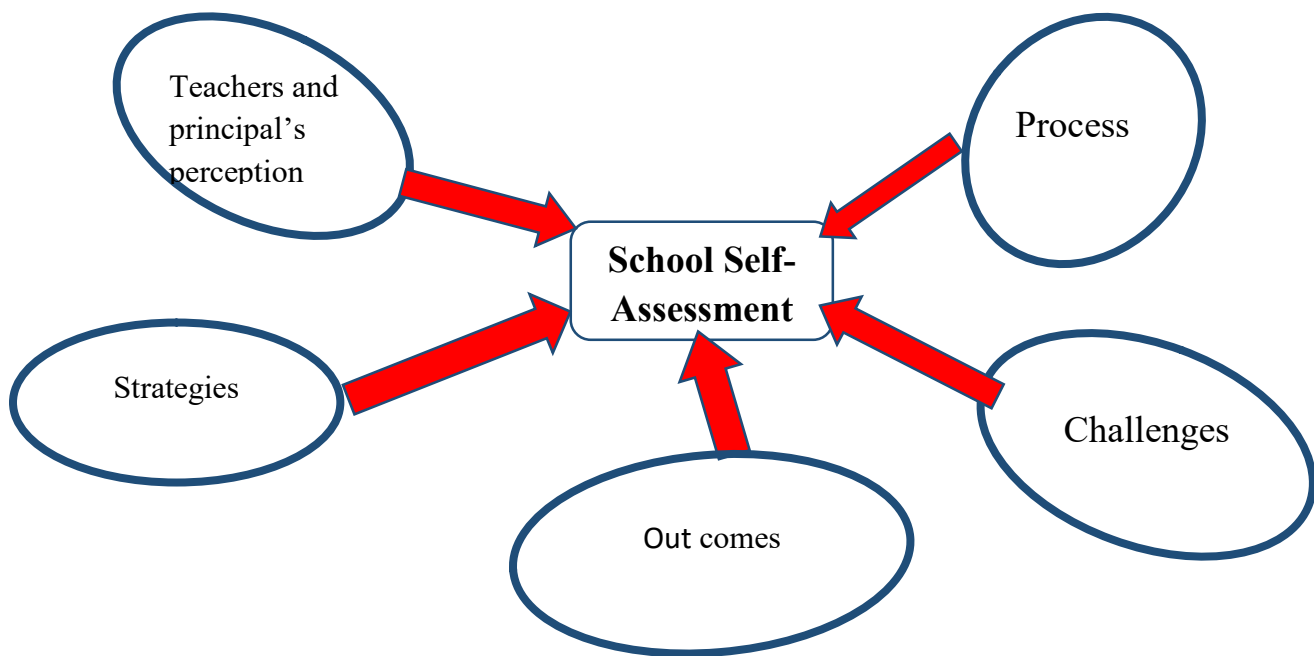 Teachers and
principal’s
perception
Process
School Self-
Assessment
Strategies
Challenges
Out comes